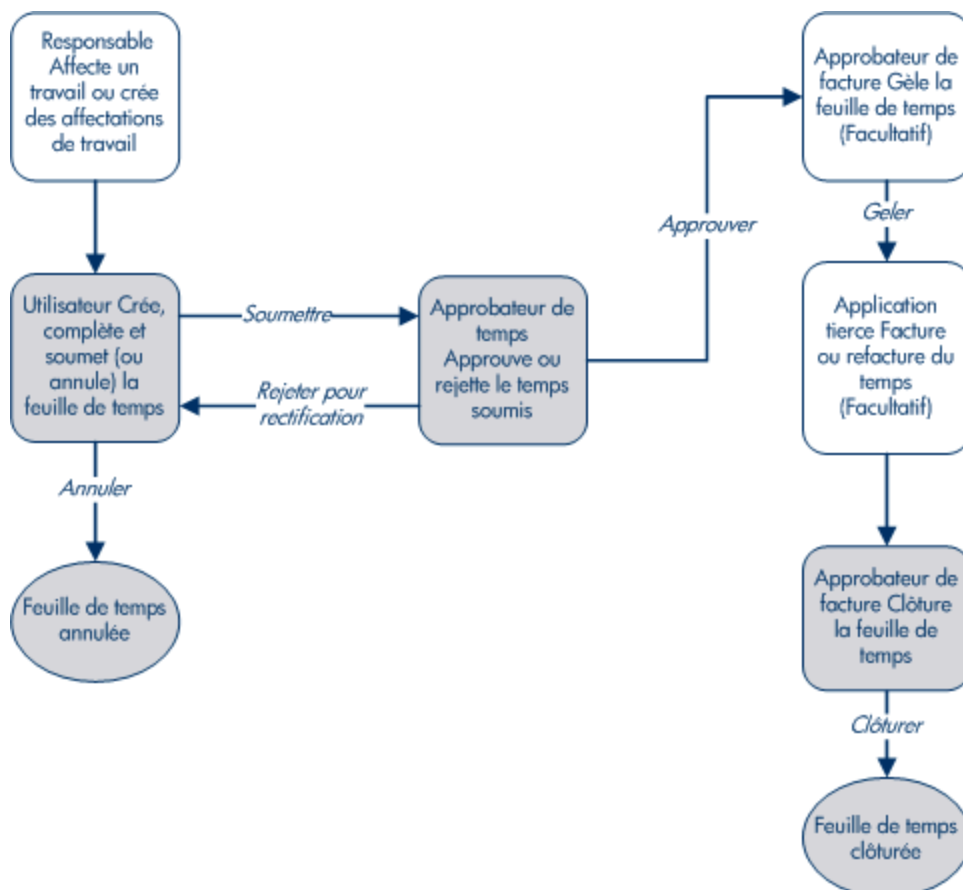 Responsable
Affecte un
travail ou crée
des affectations
de travail
Utilisateur Crée,
complète et
soumet (ou
annule) la
feuille de temps
Soumettre
Rejeter pour
rectification
Annuler
Feuille de temps
annulée
Approbateur de
temps
Approuve ou
rejette le temps
soumis
Approuver
Approbateur de
facture Gèle la
feuille de temps
(Facultatif)
Geler
Application
tierce Facture
ou refacture du
temps
(Facultatif)
Approbateur de
facture Clôture
la feuille de
temps
Clôturer
Feuille de temps
clôturée